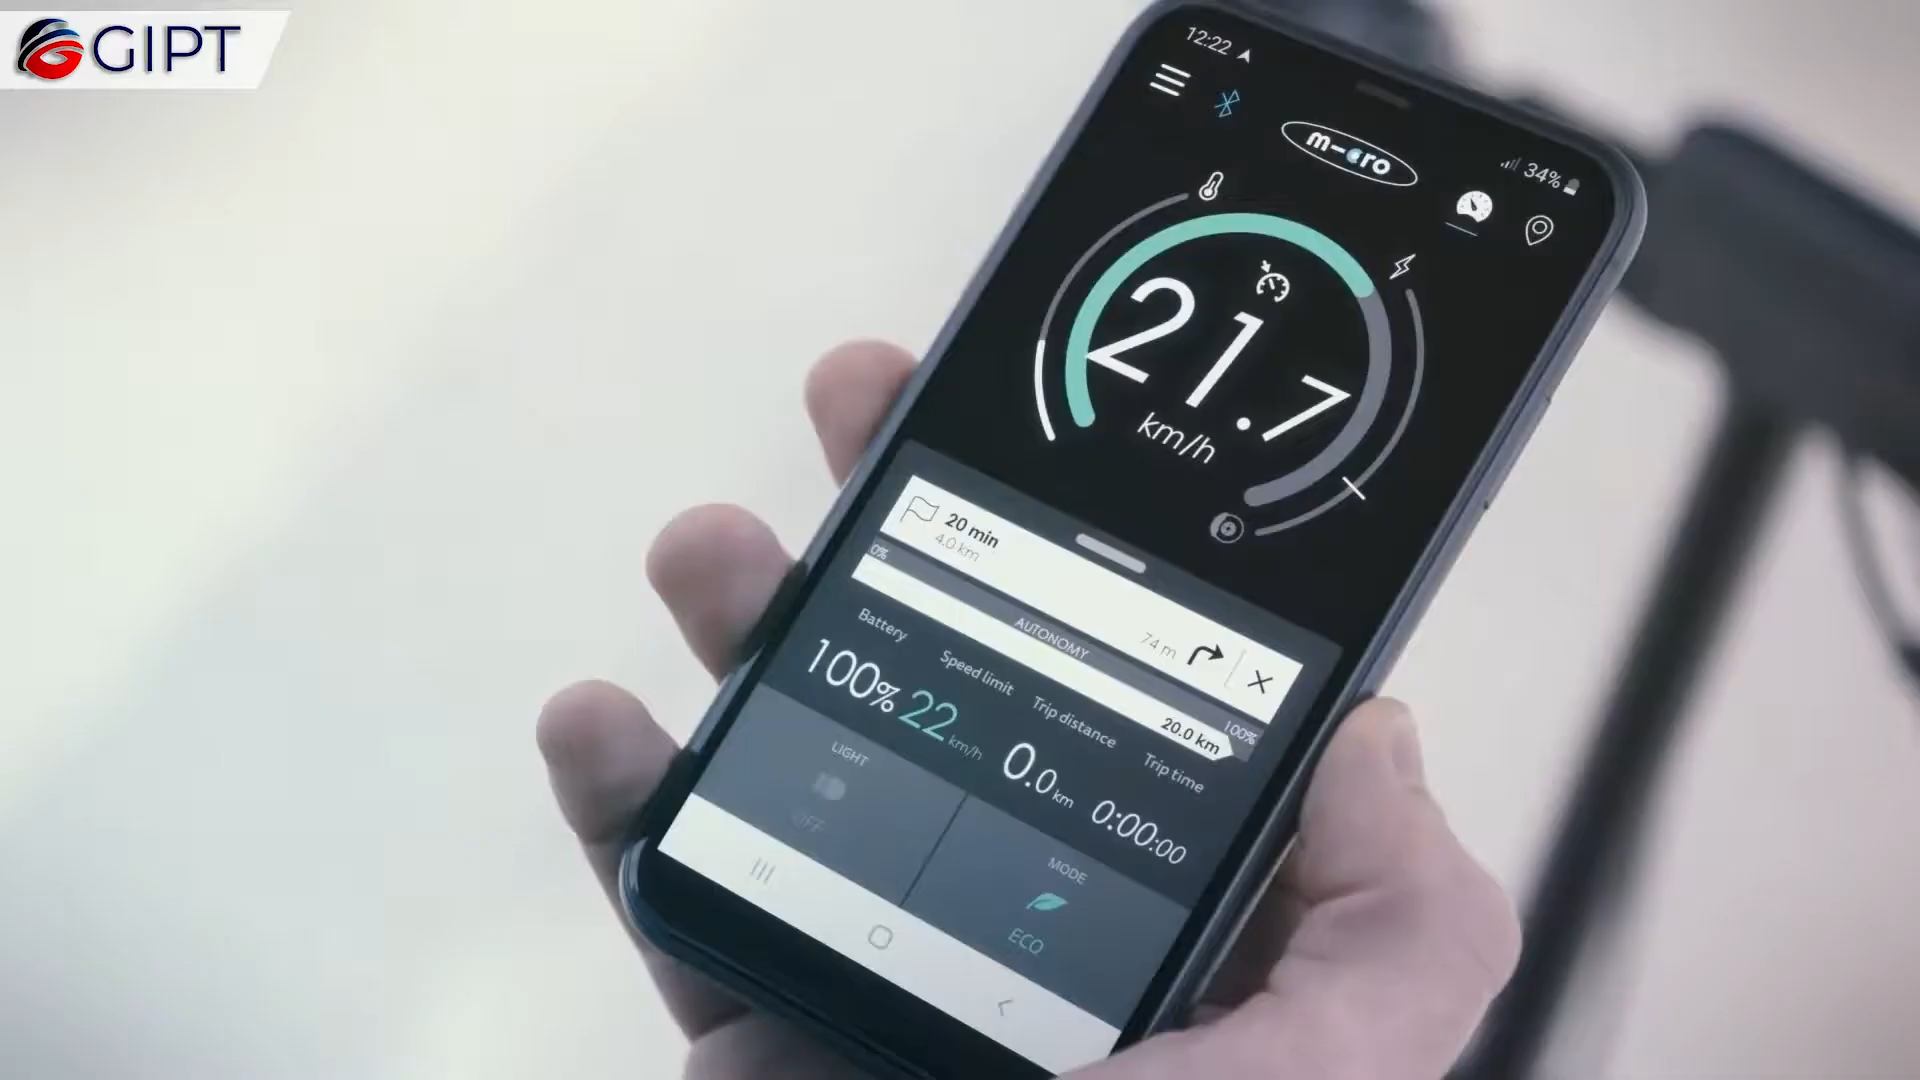 GIPT
12:22
34%
m-cro
21.7
km/h
20 min
4.0 km
74 m
0%
AUTONOMY
20.0 km
100%
Battery
100%
Speed limit
22 km/h
Trip distance
0.0 km
Trip time
0:00:00
LIGHT
OFF
MODE
ECO